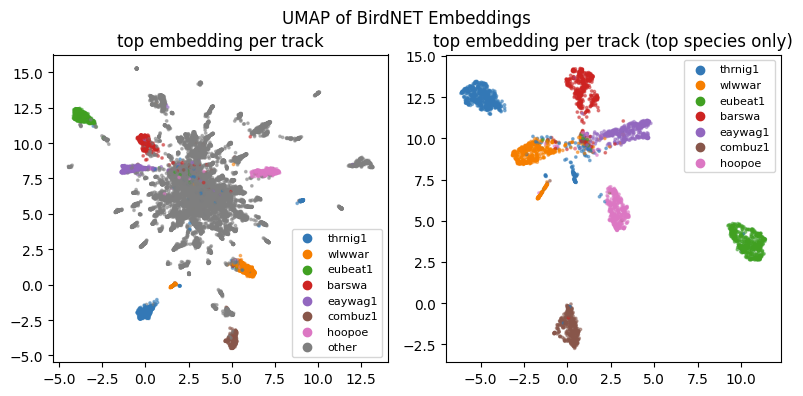 UMAP of BirdNET Embeddings
top embedding per track
15.0
12.5
10.0
7.5
5.0
2.5
0.0
−2.5
−5.0
−5.0 −2.5 0.0 2.5 5.0 7.5 10.0 12.5
thrnig1
wlwwar
eubeat1
barswa
eaywag1
combuz1
hoopoe
other
top embedding per track (top species only)
15.0
12.5
10.0
7.5
5.0
2.5
0.0
−2.5
−5.0 −2.5 0.0 2.5 5.0 7.5 10.0
thrnig1
wlwwar
eubeat1
barswa
eaywag1
combuz1
hoopoe